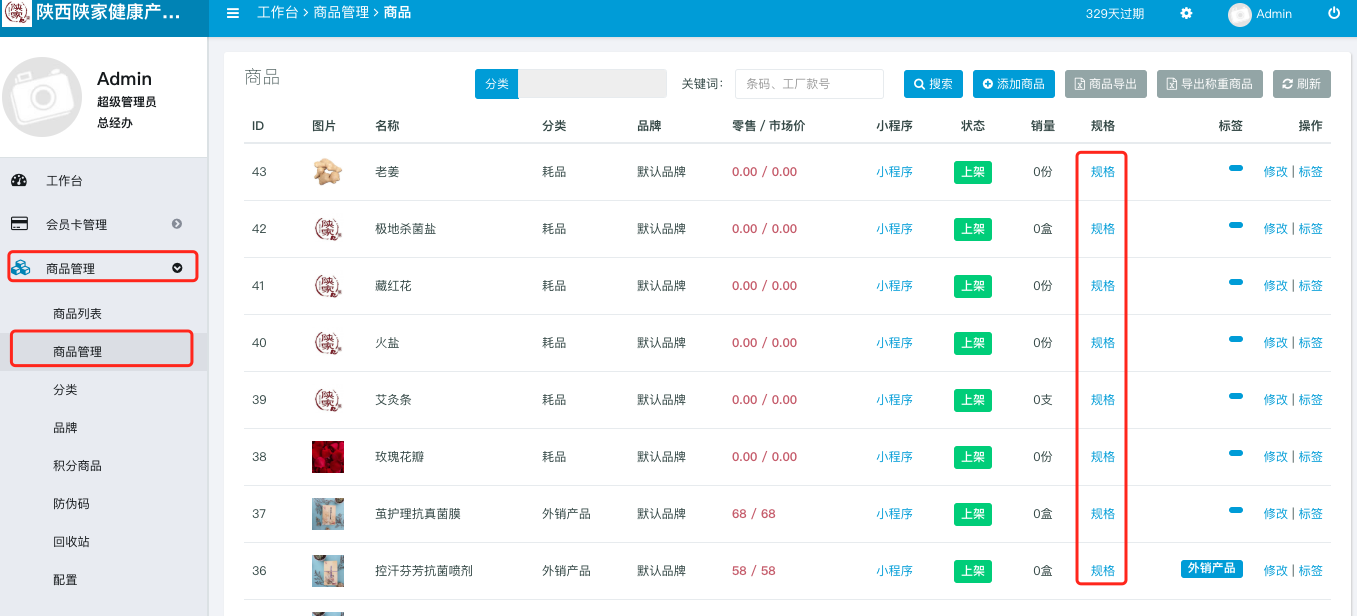 陕西陕家健康产...
工作台 > 商品管理 > 商品
329天过期
Admin
Admin
超级管理员
总经办
工作台
会员卡管理
商品管理
商品列表
商品管理
分类
品牌
积分商品
防伪码
回收站
配置
商品
分类
关键词:
条码、工厂款号
搜索
添加商品
商品导出
导出称重商品
刷新
ID 图片 名称 分类 品牌 零售 / 市场价 小程序 状态 销量 规格 标签 操作
43 老姜 耗品 默认品牌 0.00 / 0.00 小程序 上架 0份 规格 修改 | 标签
42 极地杀菌盐 耗品 默认品牌 0.00 / 0.00 小程序 上架 0盒 规格 修改 | 标签
41 藏红花 耗品 默认品牌 0.00 / 0.00 小程序 上架 0份 规格 修改 | 标签
40 火盐 耗品 默认品牌 0.00 / 0.00 小程序 上架 0份 规格 修改 | 标签
39 艾灸条 耗品 默认品牌 0.00 / 0.00 小程序 上架 0支 规格 修改 | 标签
38 玫瑰花瓣 耗品 默认品牌 0.00 / 0.00 小程序 上架 0份 规格 修改 | 标签
37 茧护理抗真菌膜 外销产品 默认品牌 68 / 68 小程序 上架 0盒 规格 修改 | 标签
36 控汗芬芳抗菌喷剂 外销产品 默认品牌 58 / 58 小程序 上架 0盒 规格 外销产品 修改 | 标签